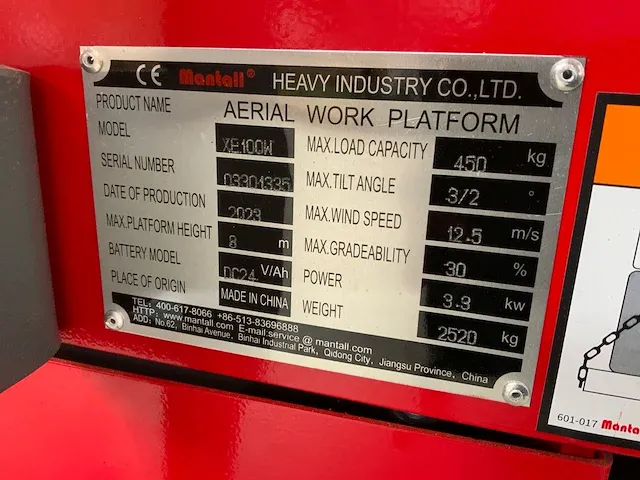 CE Mantall® HEAVY INDUSTRY CO.,LTD.
PRODUCT NAME AERIAL WORK PLATFORM
MODEL XE100W
SERIAL NUMBER 03301335
DATE OF PRODUCTION 2023
MAX.PLATFORM HEIGHT 8 m
BATTERY MODEL DC24 V/Ah
PLACE OF ORIGIN MADE IN CHINA
MAX.LOAD CAPACITY 450 kg
MAX.TILT ANGLE 3/2 °
MAX.WIND SPEED 12.5 m/s
MAX.GRADEABILITY 30 %
POWER 3.3 kw
WEIGHT 2520 kg
TEL: 400-617-8066 +86-513-83696888
HTTP: www.mantall.com E-mail:service@mantall.com
ADD: No.62, Binhai Avenue, Binhai Industrial Park, Qidong City, Jiangsu Province, China
601-017 Mantall